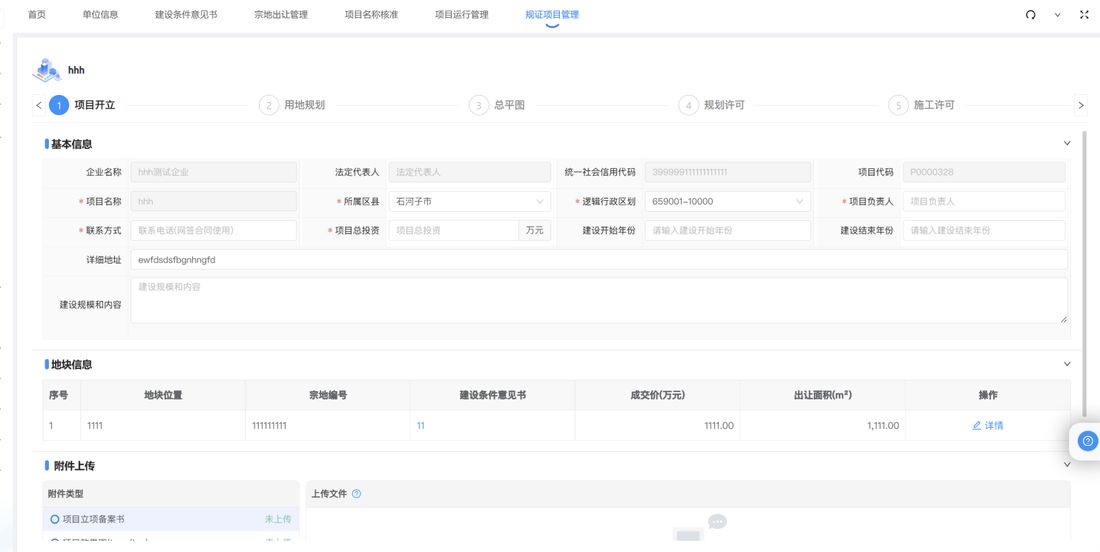 首页 单位信息 建设条件意见书 宗地出让管理 项目名称核准 项目运行管理 规证项目管理
hhh
1 项目开立 2 用地规划 3 总平图 4 规划许可 5 施工许可
基本信息
企业名称 hhh测试企业 法定代表人 法定代表人 统一社会信用代码 399999111111111111 项目代码 P0000328
* 项目名称 hhh * 所属区县 石河子市 * 逻辑行政区划 659001-10000 * 项目负责人 项目负责人
* 联系方式 联系电话(网签合同使用) * 项目总投资 项目总投资 万元 建设开始年份 请输入建设开始年份 建设结束年份 请输入建设结束年份
详细地址 ewfdsdsfbgnhngfd
建设规模和内容 建设规模和内容
地块信息
序号 地块位置 宗地编号 建设条件意见书 成交价(万元) 出让面积(m²) 操作
1 1111 111111111 11 1111.00 1,111.00 详情
附件上传
附件类型 上传文件
项目立项备案书 未上传